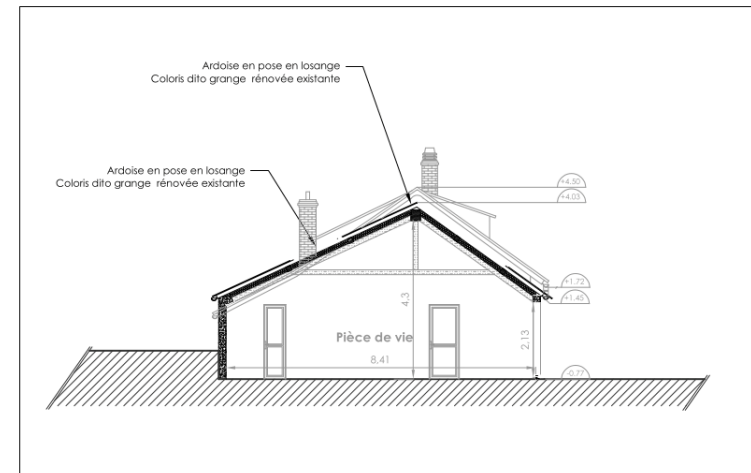 Ardoise en pose en losange
Coloris dito grange rénovée existante
Ardoise en pose en losange
Coloris dito grange rénovée existante
+4.50
+4.03
+1.72
+1.45
4,3
2,13
Pièce de vie
8,41
-0.77